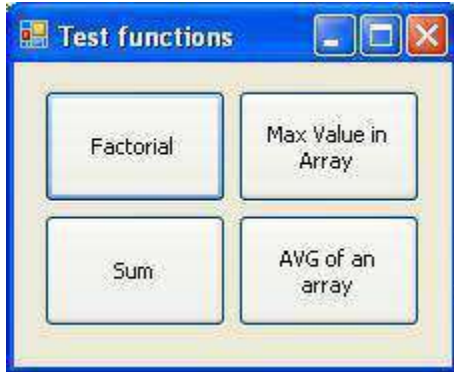 Test functions
Factorial
Max Value in
Array
Sum
AVG of an
array